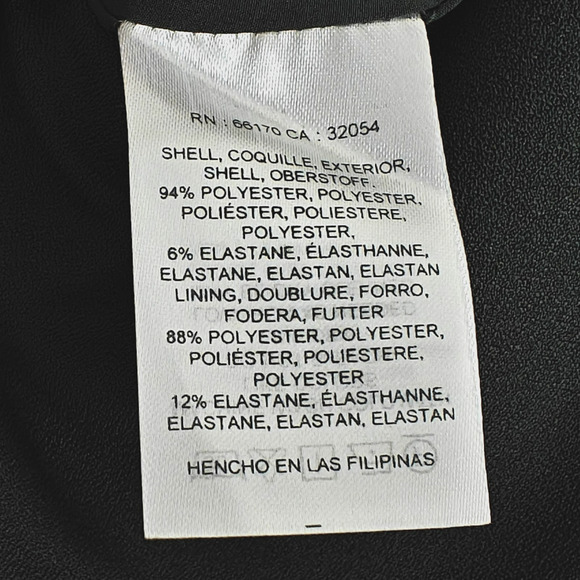 RN : 66170 CA : 32054
SHELL, COQUILLE, EXTERIOR,
SHELL, OBERSTOFF.
94% POLYESTER, POLYESTER,
POLIÉSTER, POLIESTERE,
POLYESTER,
6% ELASTANE, ÉLASTHANNE,
ELASTANE, ELASTAN, ELASTAN
LINING, DOUBLURE, FORRO,
FODERA, FUTTER
88% POLYESTER, POLYESTER,
POLIÉSTER, POLIESTERE,
POLYESTER
12% ELASTANE, ÉLASTHANNE,
ELASTANE, ELASTAN, ELASTAN
HENCHO EN LAS FILIPINAS